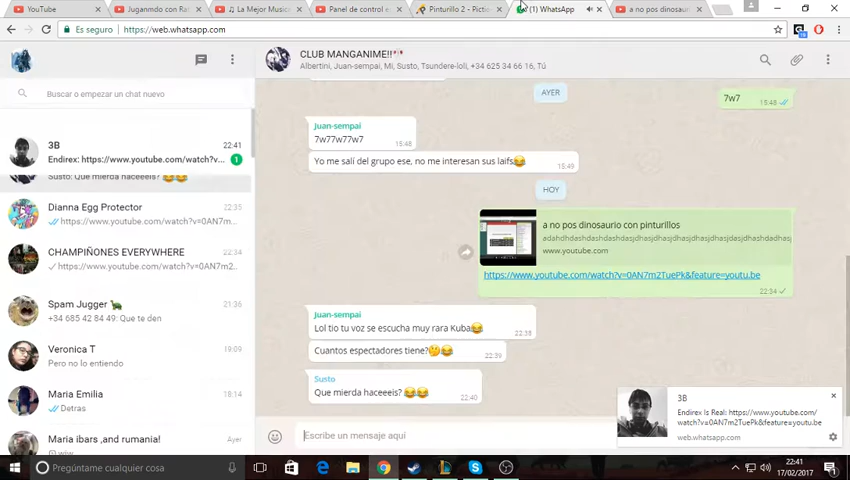 YouTube
Juganmdo con Ra
La Mejor Music
Panel de control e
Pinturillo 2 - Pictio
(1) WhatsApp
a no pos dinosaur
Es seguro
https://web.whatsapp.com
CLUB MANGANIME!!
Albertini, Juan-sempai, Mi, Susto, Tsundere-loli, +34 625 34 66 16, Tú
Buscar o empezar un chat nuevo
3B
22:41
Endirex: https://www.youtube.com/watch?v...
1
Susto: Que mierda haceeeis? 😂😂
Dianna Egg Protector
22:35
https://www.youtube.com/watch?v=0AN7m2...
CHAMPIÑONES EVERYWHERE
22:34
https://www.youtube.com/watch?v=0AN7m2...
Spam Jugger 🐢
21:36
+34 685 42 84 49: Que te den
Veronica T
19:09
Pero no lo entiendo
Maria Emilia
18:14
Detras
Maria ibars ,and rumania!
Ayer
wiw
AYER
7w7
15:48
Juan-sempai
7w77w77w7
15:48
Yo me salí del grupo ese, no me interesan sus laifs😂
15:49
HOY
a no pos dinosaurio con pinturillos
www.youtube.com
https://www.youtube.com/watch?v=0AN7m2TuePk&feature=youtu.be
22:34
Juan-sempai
Lol tio tu voz se escucha muy rara Kuba😂
22:38
Cuantos espectadores tiene?🤔😂
22:39
Susto
Que mierda haceeeis? 😂😂
22:40
Escribe un mensaje aquí
3B
Endirex Is Real: https://www.youtube.com/
watch?v=0AN7m2TuePk&feature=youtu.be
web.whatsapp.com
Pregúntame cualquier cosa
22:41
17/02/2017